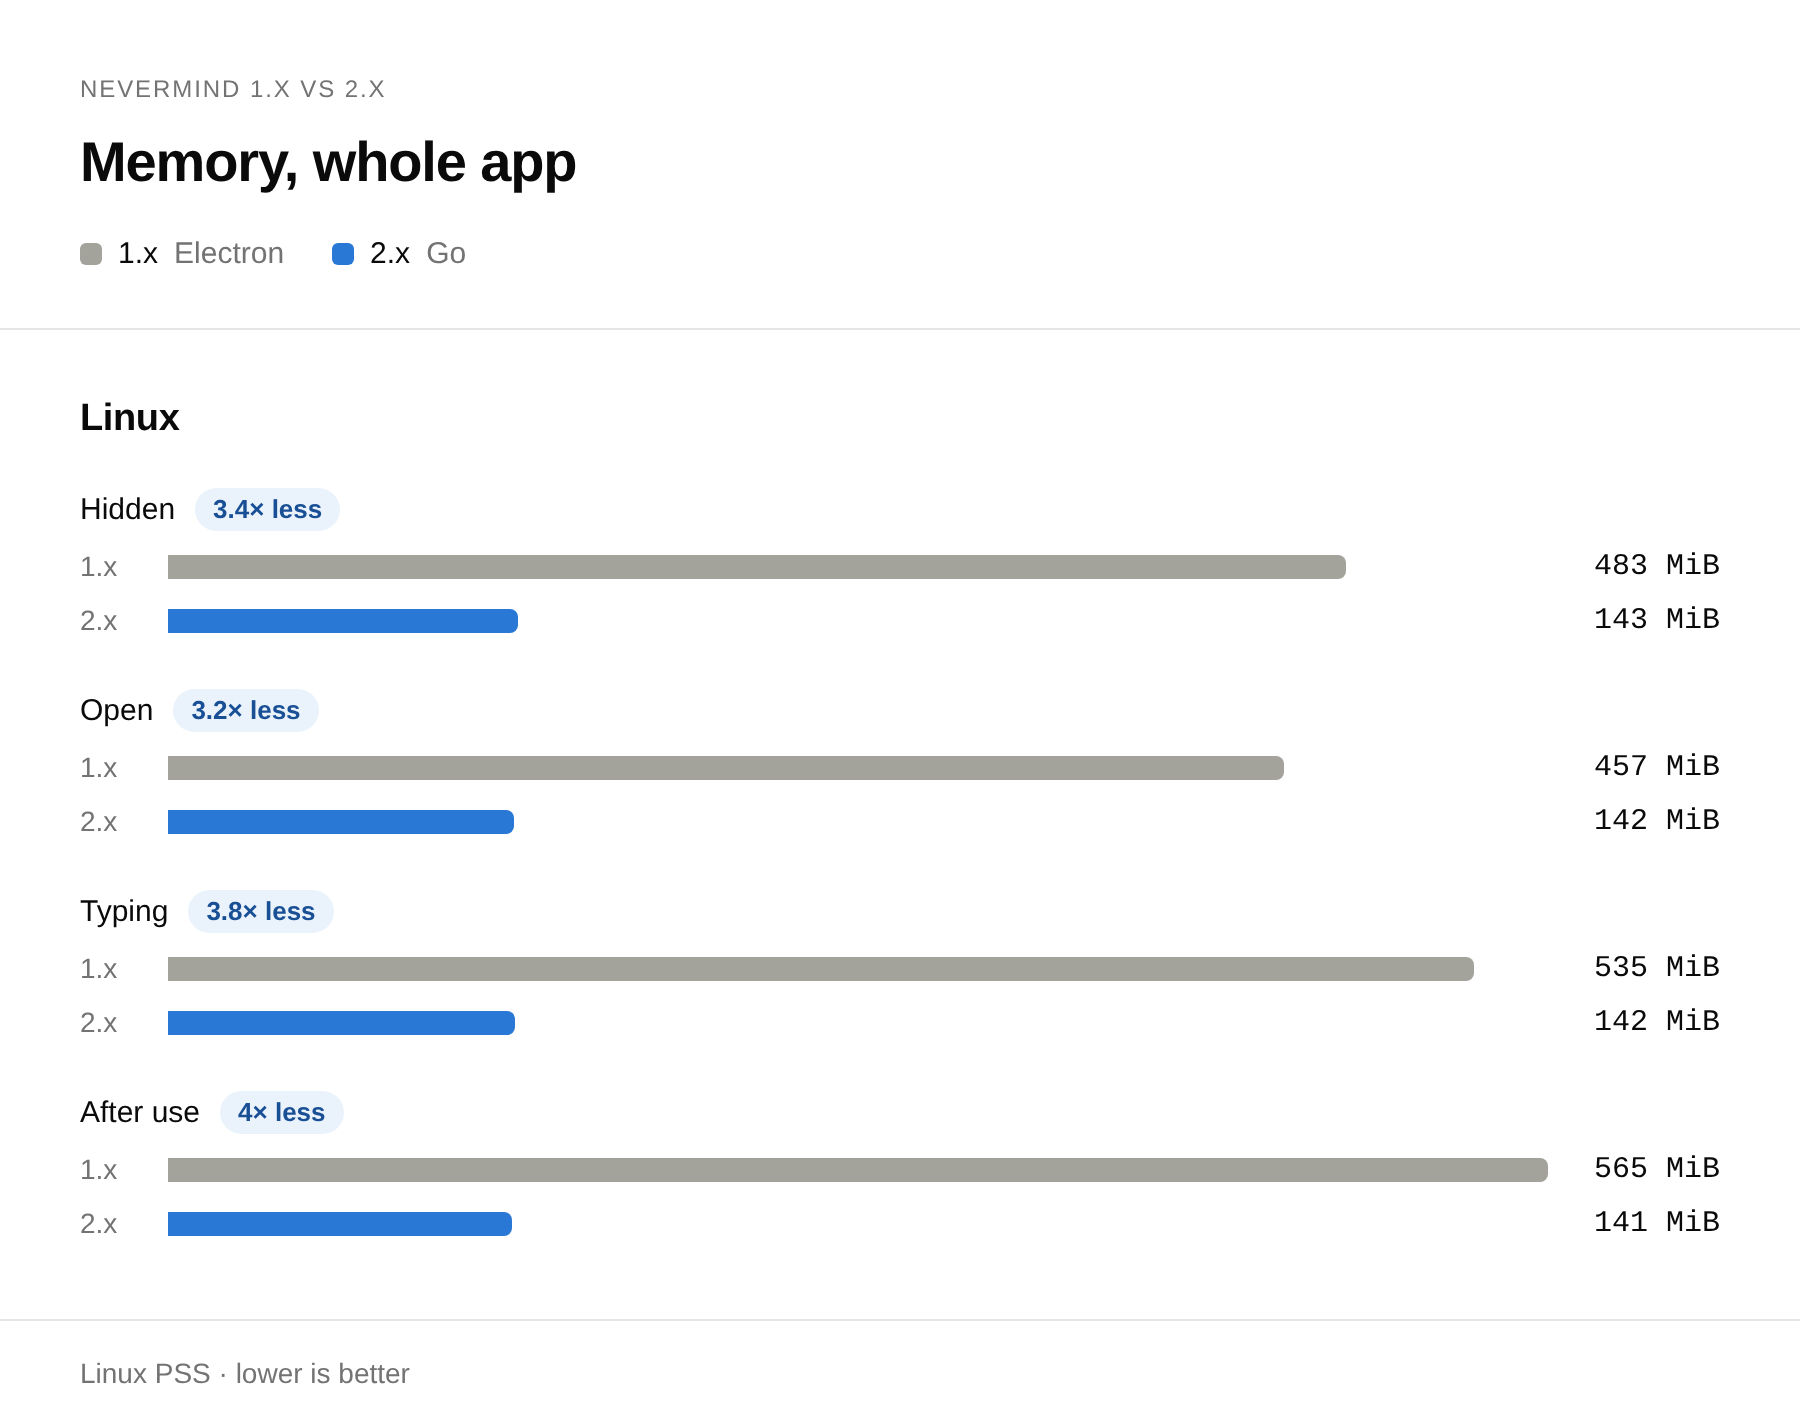 NEVERMIND 1.X VS 2.X
Memory, whole app
1.x Electron 2.x Go
Linux
Hidden 3.4× less
1.x 483 MiB
2.x 143 MiB
Open 3.2× less
1.x 457 MiB
2.x 142 MiB
Typing 3.8× less
1.x 535 MiB
2.x 142 MiB
After use 4× less
1.x 565 MiB
2.x 141 MiB
Linux PSS · lower is better